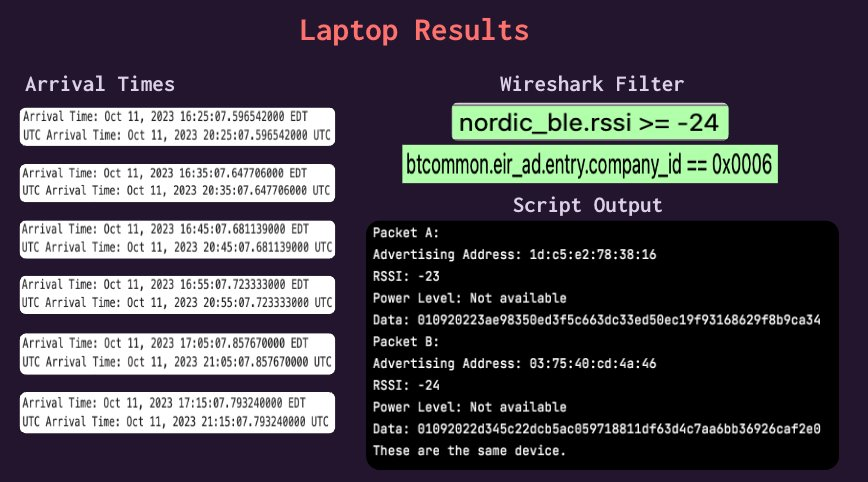 Laptop Results
Arrival Times
Arrival Time: Oct 11, 2023 16:25:07.596542000 EDT
UTC Arrival Time: Oct 11, 2023 20:25:07.596542000 UTC
Arrival Time: Oct 11, 2023 16:35:07.647706000 EDT
UTC Arrival Time: Oct 11, 2023 20:35:07.647706000 UTC
Arrival Time: Oct 11, 2023 16:45:07.681139000 EDT
UTC Arrival Time: Oct 11, 2023 20:45:07.681139000 UTC
Arrival Time: Oct 11, 2023 16:55:07.723333000 EDT
UTC Arrival Time: Oct 11, 2023 20:55:07.723333000 UTC
Arrival Time: Oct 11, 2023 17:05:07.857670000 EDT
UTC Arrival Time: Oct 11, 2023 21:05:07.857670000 UTC
Arrival Time: Oct 11, 2023 17:15:07.793240000 EDT
UTC Arrival Time: Oct 11, 2023 21:15:07.793240000 UTC
Wireshark Filter
nordic_ble.rssi >= -24
btcommon.eir_ad.entry.company_id == 0x0006
Script Output
Packet A:
Advertising Address: 1d:c5:e2:78:38:16
RSSI: -23
Power Level: Not available
Data: 010920223ae98350ed3f5c663dc33ed50ec19f93168629f8b9ca34
Packet B:
Advertising Address: 03:75:40:cd:4a:46
RSSI: -24
Power Level: Not available
Data: 01092022d345c22dcb5ac059718811df63d4c7aa6bb36926caf2e0
These are the same device.